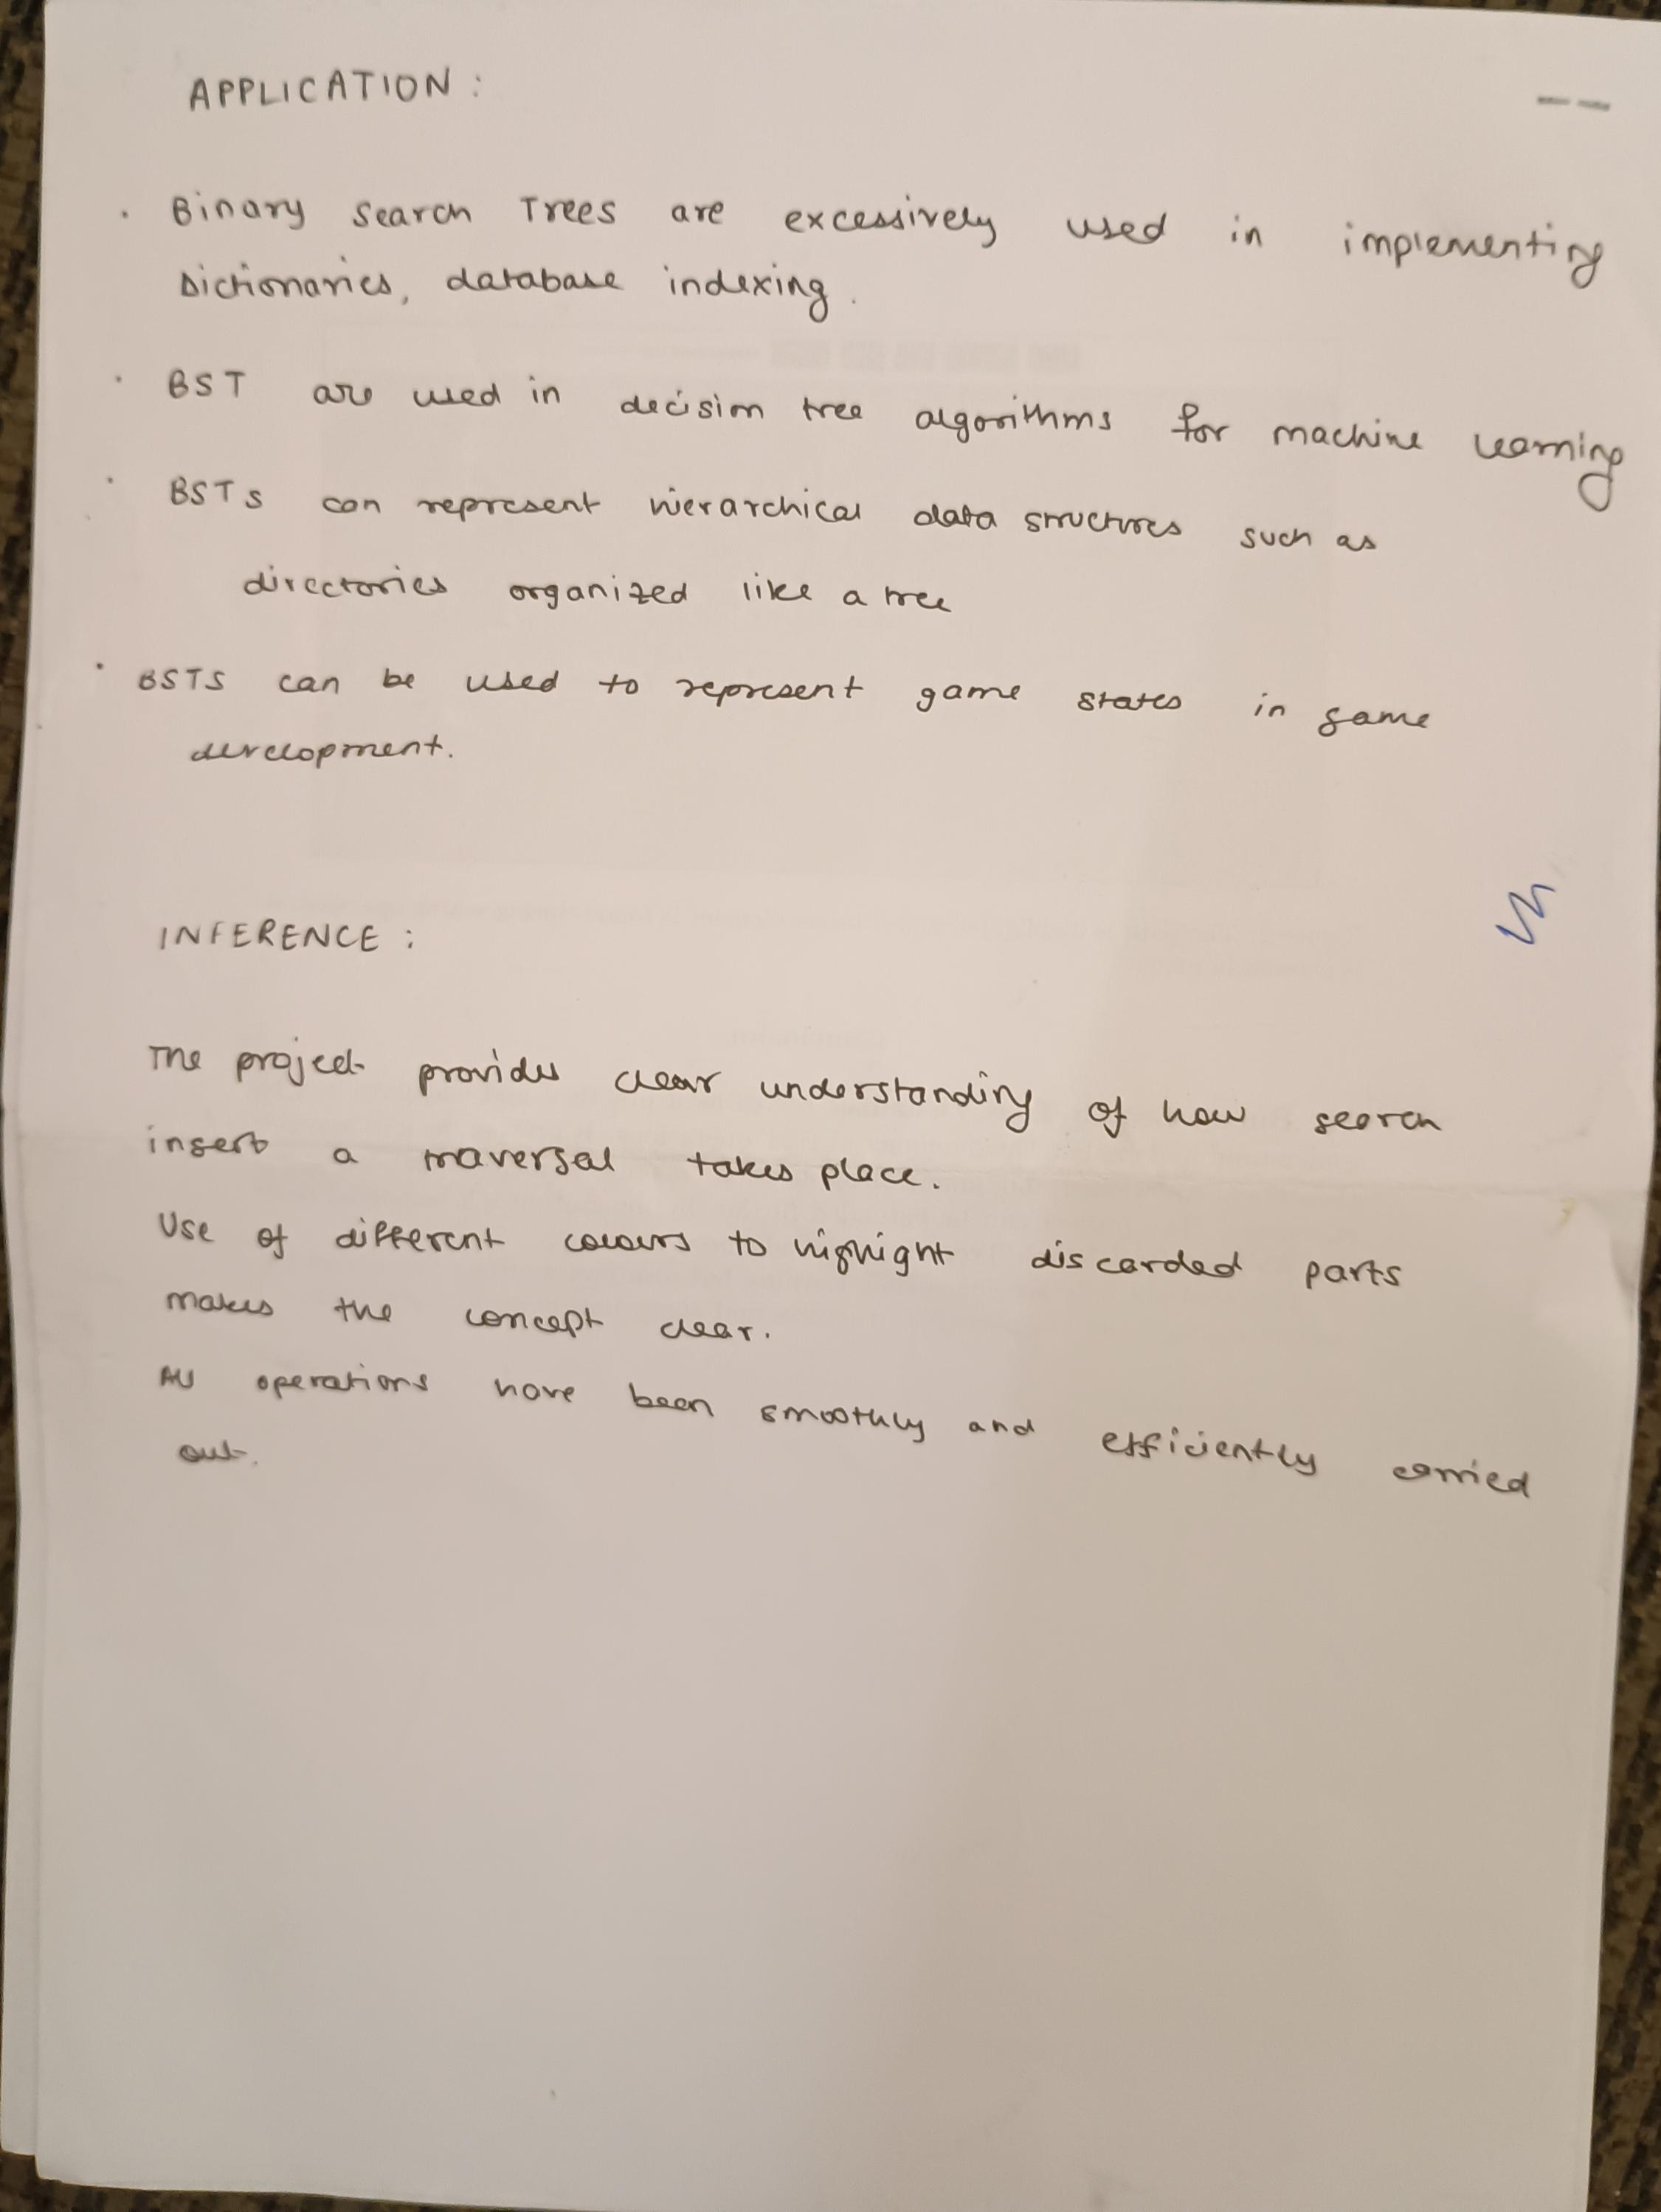 APPLICATION :
· Binary Search Trees are excessively used in implementing
Dictionaries, database indexing.
· BST are used in decision tree algorithms for machine learning
· BSTs can represent hierarchical data structures such as
directories organized like a tree
· BSTS can be used to represent game states in game
development.
INFERENCE :
The project provides clear understanding of how search
insert a traversal takes place.
Use of different colours to highlight discarded parts
makes the concept clear.
All operations have been smoothly and efficiently carried
out.